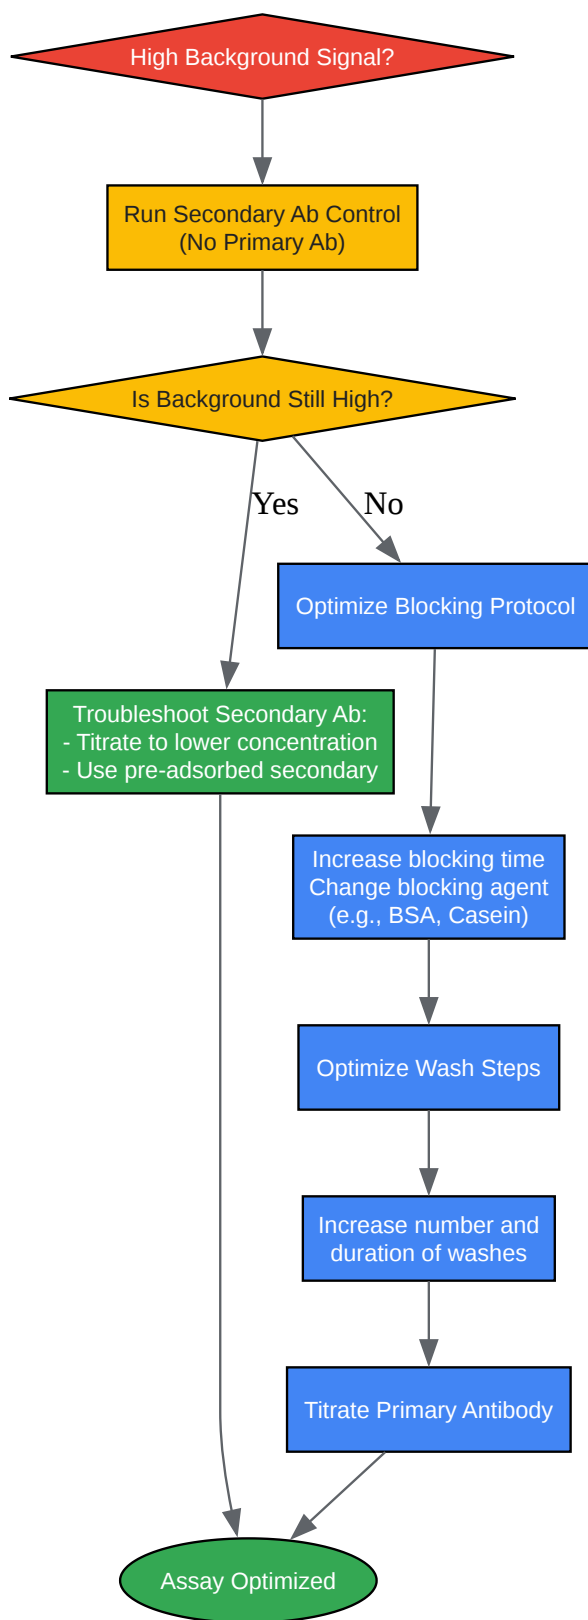 High Background Signal?
Run Secondary Ab Control
(No Primary Ab)
Is Background Still High?
Yes
No
Optimize Blocking Protocol
Troubleshoot Secondary Ab:
- Titrate to lower concentration
- Use pre-adsorbed secondary
Increase blocking time
Change blocking agent
(e.g., BSA, Casein)
Optimize Wash Steps
Increase number and
duration of washes
Titrate Primary Antibody
Assay Optimized